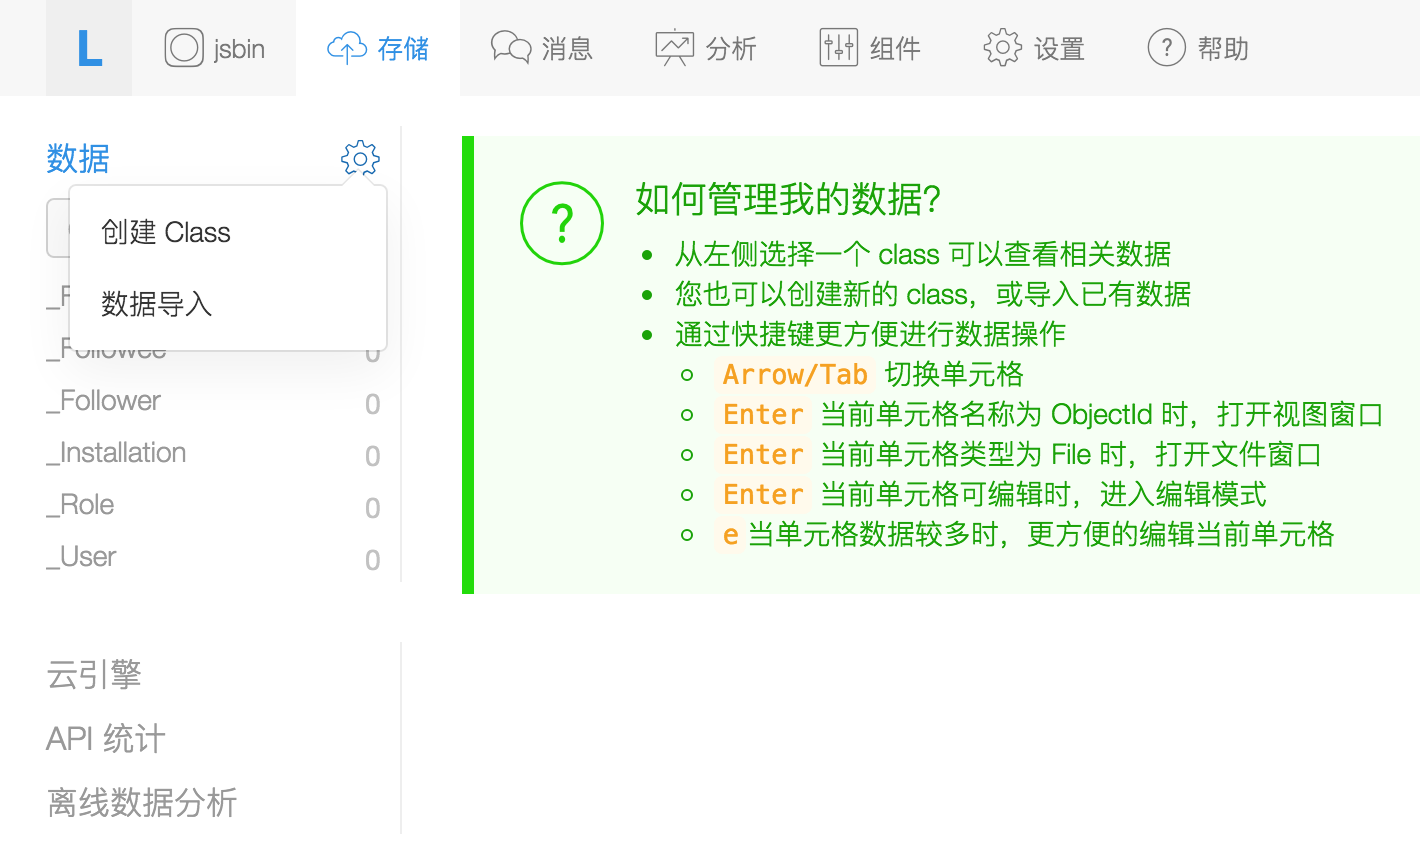 L
jsbin
存储
消息
分析
组件
设置
帮助
数据
创建 Class
数据导入
_Followee 0
_Follower 0
_Installation 0
_Role 0
_User 0
云引擎
API 统计
离线数据分析
?
如何管理我的数据?
• 从左侧选择一个 class 可以查看相关数据
• 您也可以创建新的 class，或导入已有数据
• 通过快捷键更方便进行数据操作
○ Arrow/Tab 切换单元格
○ Enter 当前单元格名称为 ObjectId 时，打开视图窗口
○ Enter 当前单元格类型为 File 时，打开文件窗口
○ Enter 当前单元格可编辑时，进入编辑模式
○ e 当单元格数据较多时，更方便的编辑当前单元格